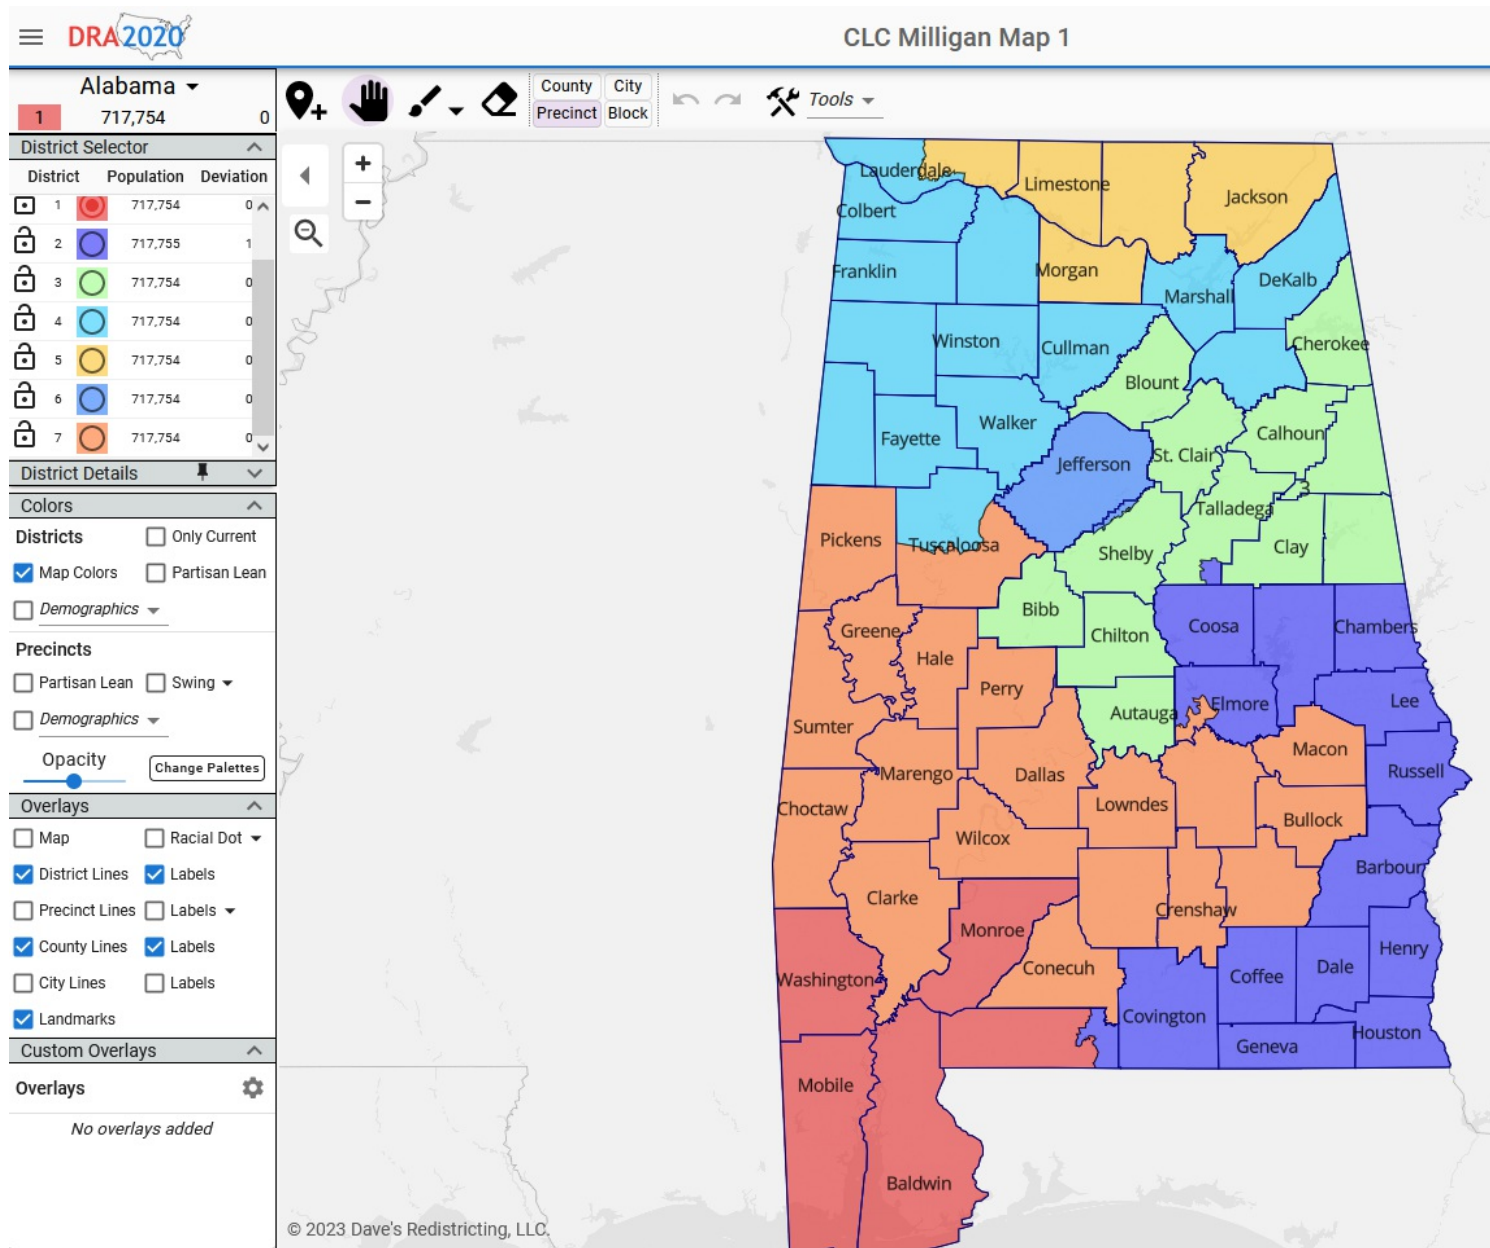 DRA2020
CLC Milligan Map 1
Alabama
1 717,754 0
County City
Precinct Block
Tools
District Selector
District Population Deviation
1 717,754 0
2 717,755 1
3 717,754 0
4 717,754 0
5 717,754 0
6 717,754 0
7 717,754 0
District Details
Colors
Districts Only Current
Map Colors Partisan Lean
Demographics
Precincts
Partisan Lean Swing
Demographics
Opacity Change Palettes
Overlays
Map Racial Dot
District Lines Labels
Precinct Lines Labels
County Lines Labels
City Lines Labels
Landmarks
Custom Overlays
Overlays
No overlays added
+
−
Lauderdale
Limestone
Jackson
Colbert
Franklin
Morgan
Marshall
DeKalb
Winston
Cullman
Cherokee
Blount
Walker
Fayette
Calhoun
St. Clair
Jefferson
3
Talladega
Pickens
Tuscaloosa
Shelby
Clay
Bibb
Chilton
Coosa
Chambers
Greene
Hale
Perry
Autauga
Elmore
Lee
Sumter
Marengo
Dallas
Macon
Russell
Choctaw
Lowndes
Bullock
Wilcox
Barbour
Clarke
Crenshaw
Monroe
Henry
Washington
Conecuh
Coffee
Dale
Covington
Geneva
Houston
Mobile
Baldwin
© 2023 Dave's Redistricting, LLC.